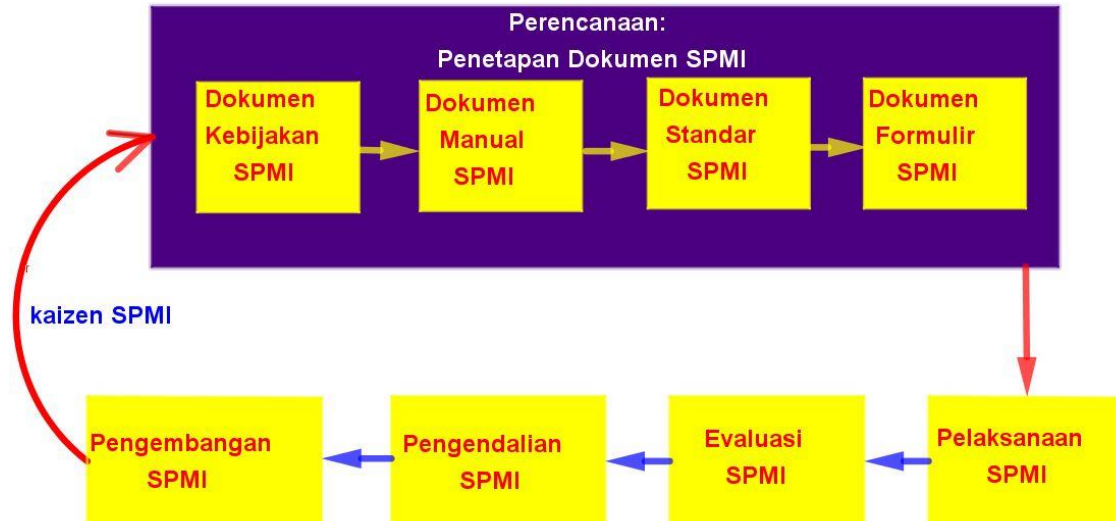 Perencanaan:
Penetapan Dokumen SPMI
Dokumen
Kebijakan
SPMI
Dokumen
Manual
SPMI
Dokumen
Standar
SPMI
Dokumen
Formulir
SPMI
kaizen SPMI
Pengembangan
SPMI
Pengendalian
SPMI
Evaluasi
SPMI
Pelaksanaan
SPMI